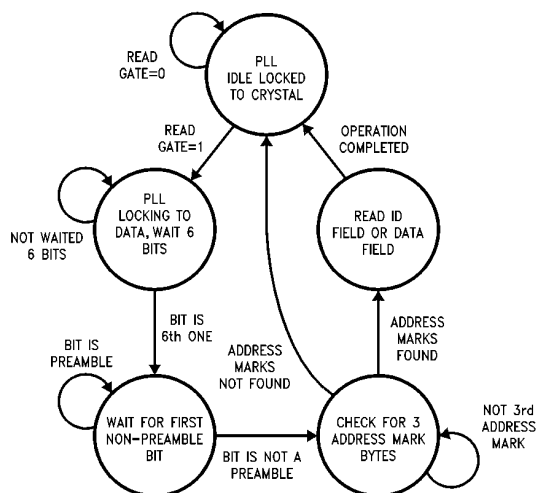 READ
GATE=0
PLL
IDLE LOCKED
TO CRYSTAL
READ
GATE=1
OPERATION
COMPLETED
PLL
LOCKING TO
DATA, WAIT 6
BITS
NOT WAITED
6 BITS
READ ID
FIELD OR DATA
FIELD
BIT IS
6th ONE
BIT IS
PREAMBLE
ADDRESS
MARKS
NOT FOUND
ADDRESS
MARKS
FOUND
WAIT FOR FIRST
NON-PREAMBLE
BIT
BIT IS NOT A
PREAMBLE
CHECK FOR 3
ADDRESS MARK
BYTES
NOT 3rd
ADDRESS
MARK